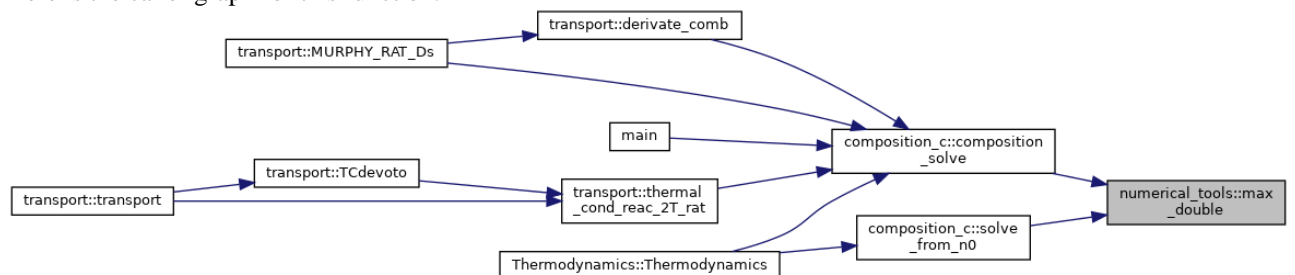 transport::derivate_comb
transport::MURPHY_RAT_Ds
main
composition_c::composition
_solve
transport::TCdevoto
transport::thermal
_cond_reac_2T_rat
transport::transport
numerical_tools::max
_double
composition_c::solve
_from_n0
Thermodynamics::Thermodynamics